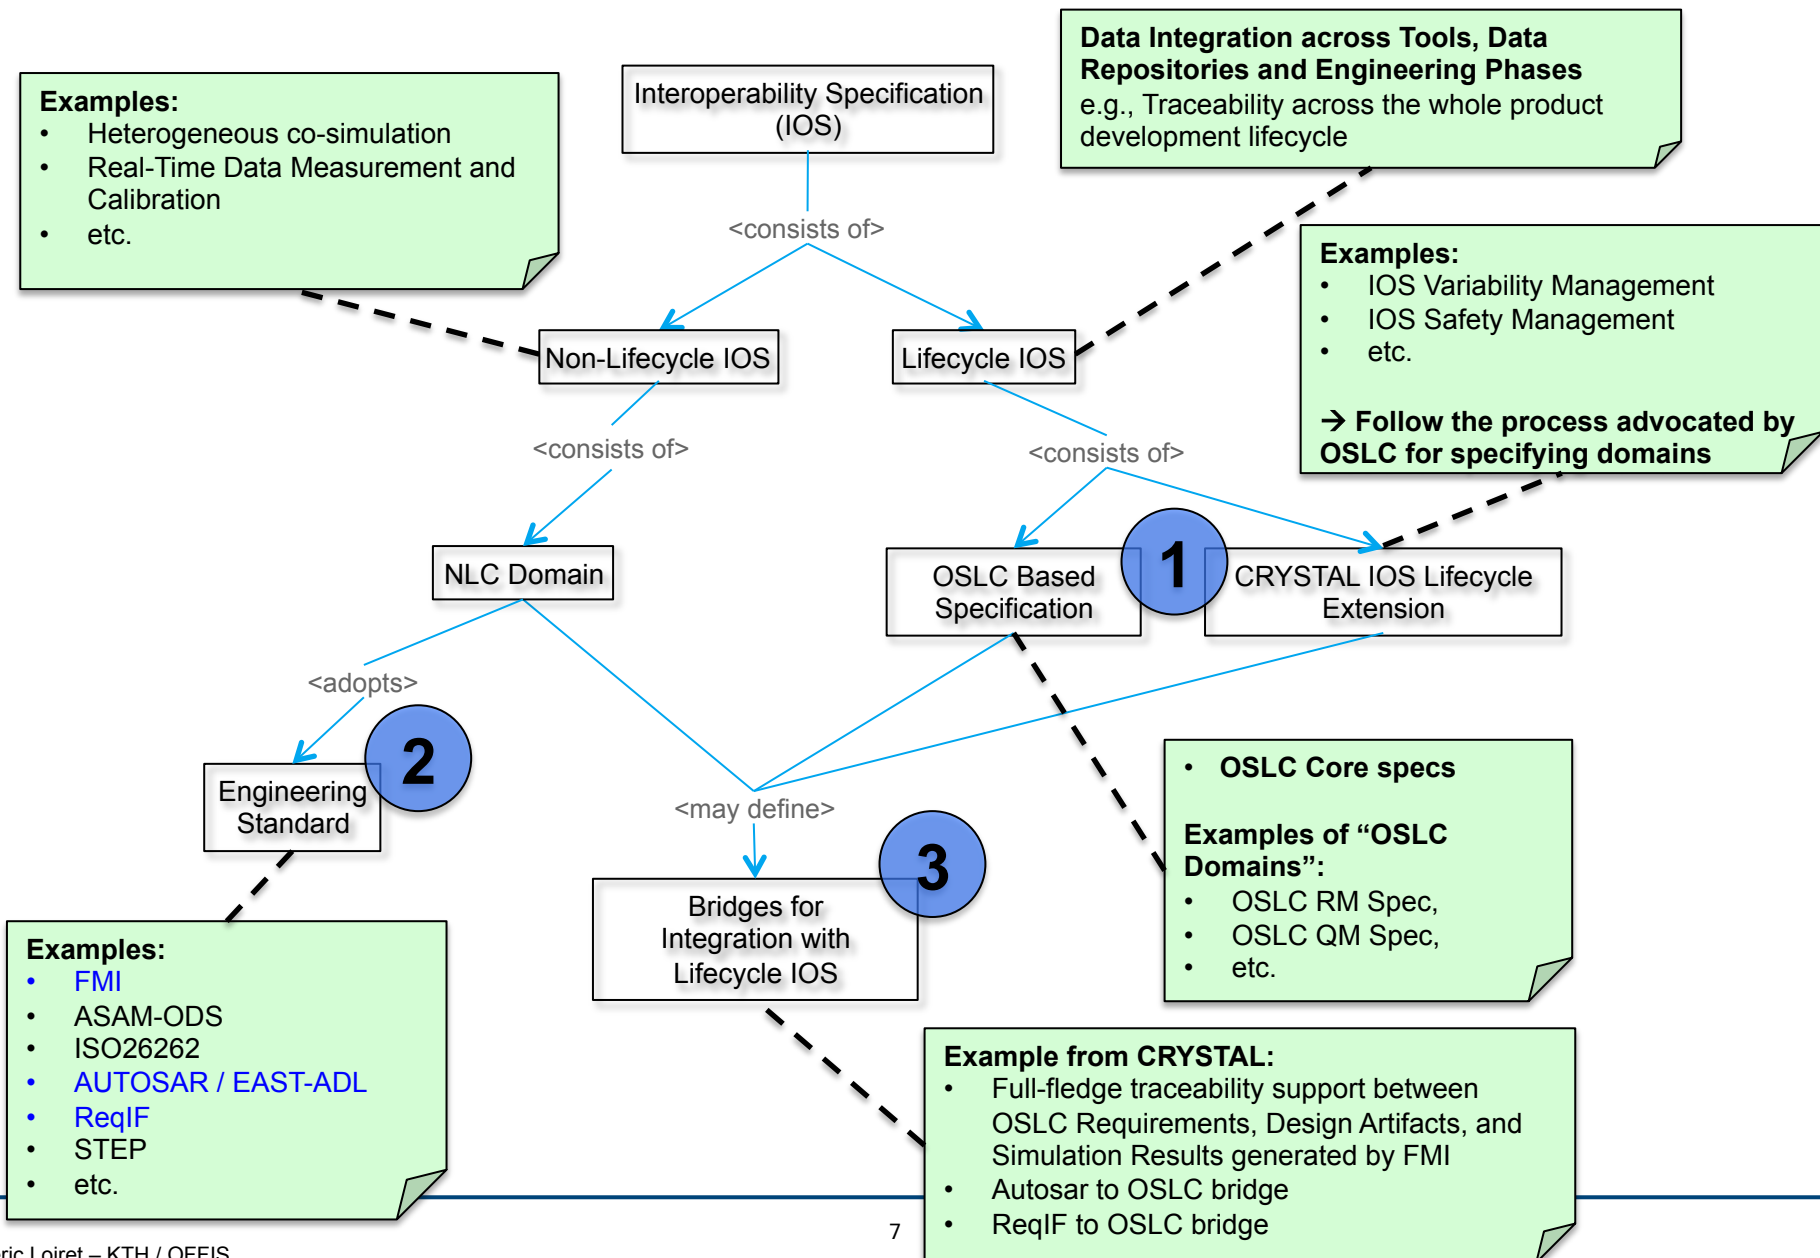 Data Integration across Tools, Data
Repositories and Engineering Phases
e.g., Traceability across the whole product
development lifecycle
Interoperability Specification
(IOS)
Examples:
• Heterogeneous co-simulation
• Real-Time Data Measurement and
Calibration
• etc.
<consists of>
Examples:
• IOS Variability Management
• IOS Safety Management
• etc.
→ Follow the process advocated by
OSLC for specifying domains
Non-Lifecycle IOS
Lifecycle IOS
<consists of>
<consists of>
NLC Domain
OSLC Based
Specification
1
CRYSTAL IOS Lifecycle
Extension
<adopts>
2
Engineering
Standard
<may define>
3
Bridges for
Integration with
Lifecycle IOS
• OSLC Core specs
Examples of “OSLC
Domains”:
• OSLC RM Spec,
• OSLC QM Spec,
• etc.
Examples:
• FMI
• ASAM-ODS
• ISO26262
• AUTOSAR / EAST-ADL
• ReqIF
• STEP
• etc.
Example from CRYSTAL:
• Full-fledge traceability support between
OSLC Requirements, Design Artifacts, and
Simulation Results generated by FMI
• Autosar to OSLC bridge
• ReqIF to OSLC bridge
7
Loiret – KTH / OFFIS